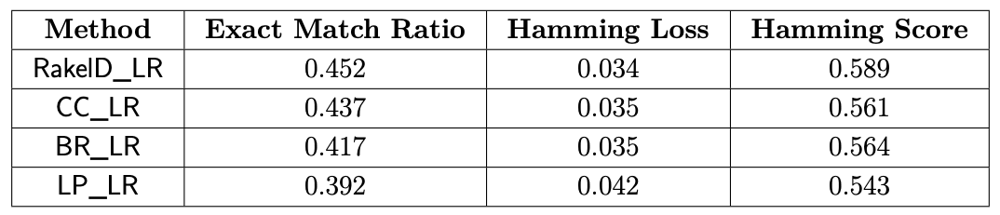 Method Exact Match Ratio Hamming Loss Hamming Score
RakelD_LR 0.452 0.034 0.589
CC_LR 0.437 0.035 0.561
BR_LR 0.417 0.035 0.564
LP_LR 0.392 0.042 0.543